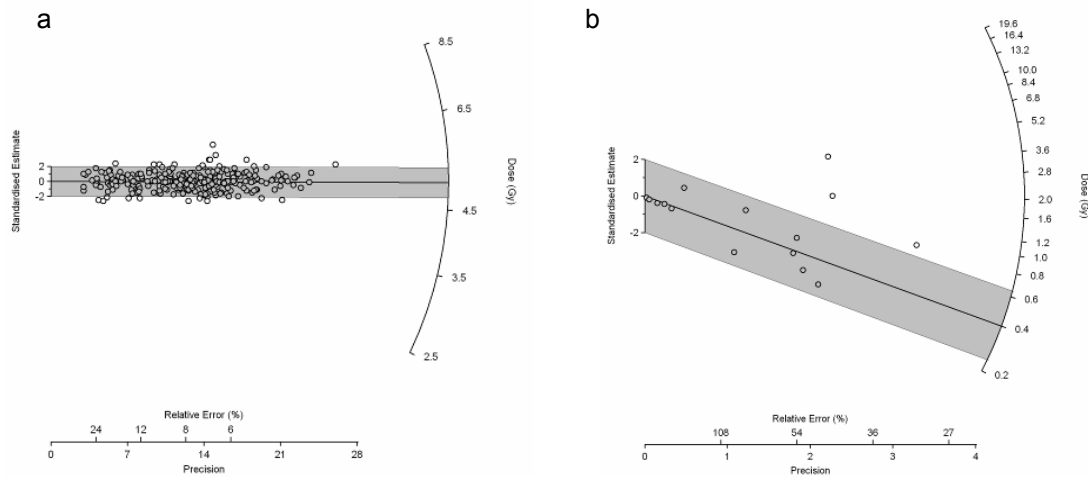 a
8.5
6.5
Standardised Estimate
2
0
-2
Dose (Gy)
4.5
3.5
2.5
Relative Error (%)
24 12 8 6
0 7 14 21 28
Precision
b
19.6
16.4
13.2
10.0
8.4
6.8
5.2
3.6
2.8
2.0
1.6
1.2
1.0
0.8
0.6
0.4
0.2
Dose (Gy)
Standardised Estimate
2
0
-2
Relative Error (%)
108 54 36 27
0 1 2 3 4
Precision